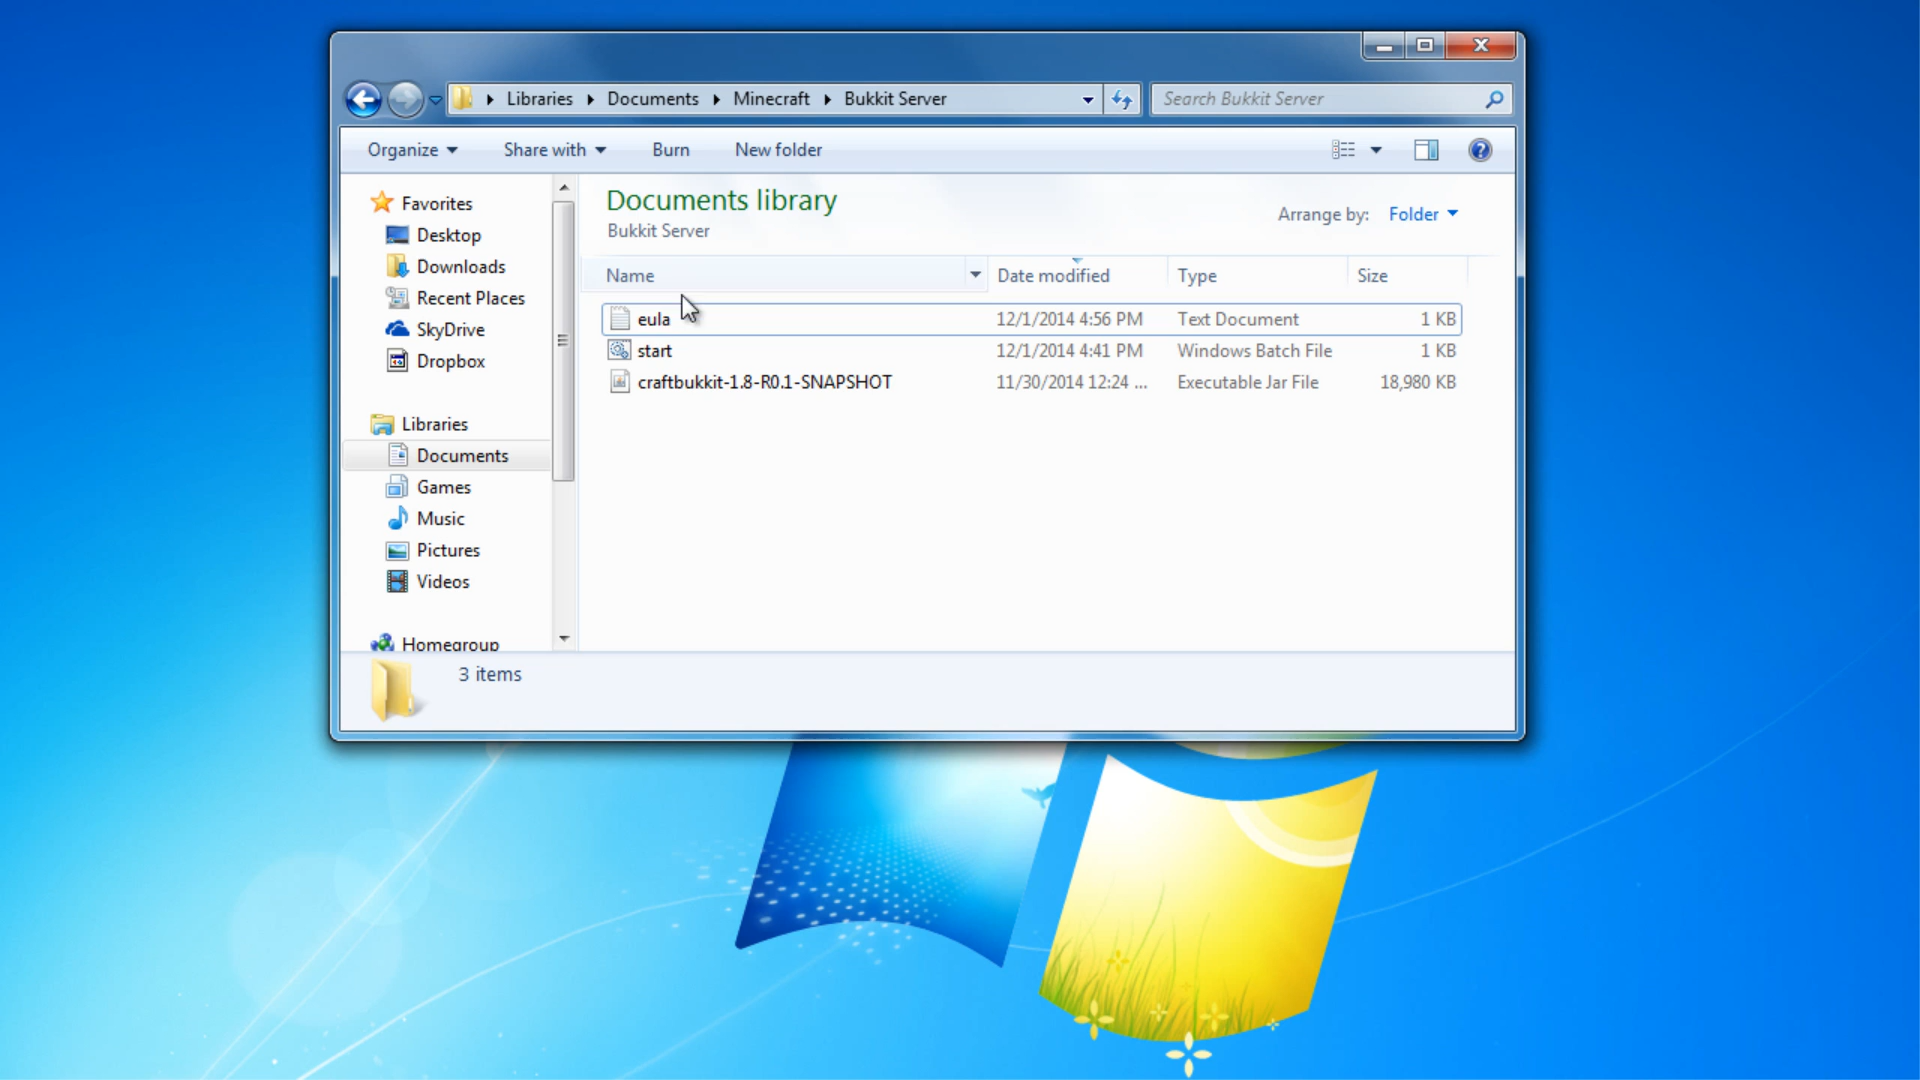 Libraries Documents Minecraft Bukkit Server
Search Bukkit Server
Organize Share with Burn New folder
Favorites
Desktop
Downloads
Recent Places
SkyDrive
Dropbox
Libraries
Documents
Games
Music
Pictures
Videos
Homegroup
Documents library
Bukkit Server
Arrange by: Folder
Name Date modified Type Size
eula 12/1/2014 4:56 PM Text Document 1 KB
start 12/1/2014 4:41 PM Windows Batch File 1 KB
craftbukkit-1.8-R0.1-SNAPSHOT 11/30/2014 12:24 ... Executable Jar File 18,980 KB
3 items